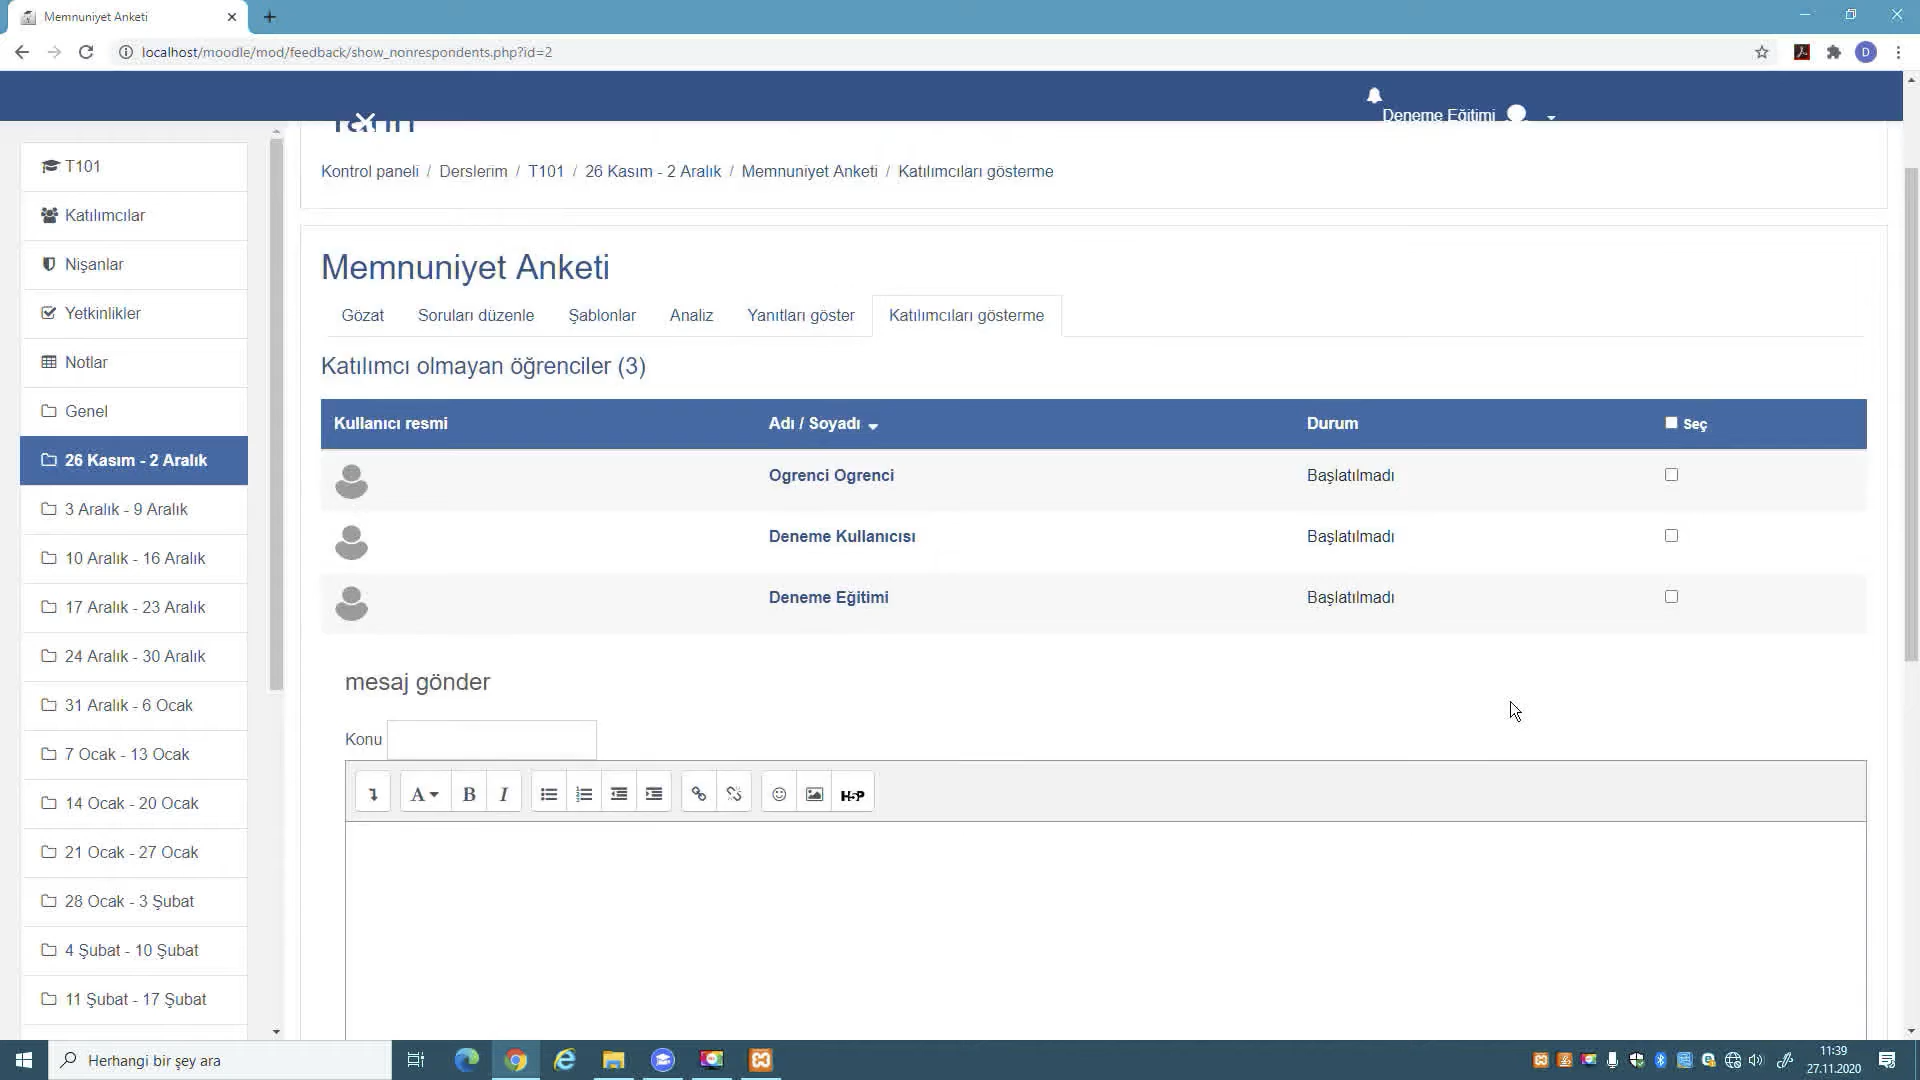 Memnuniyet Anketi
localhost/moodle/mod/feedback/show_nonrespondents.php?id=2
D
Deneme Eğitimi
T101
Katılımcılar
Nişanlar
Yetkinlikler
Notlar
Genel
26 Kasım - 2 Aralık
3 Aralık - 9 Aralık
10 Aralık - 16 Aralık
17 Aralık - 23 Aralık
24 Aralık - 30 Aralık
31 Aralık - 6 Ocak
7 Ocak - 13 Ocak
14 Ocak - 20 Ocak
21 Ocak - 27 Ocak
28 Ocak - 3 Şubat
4 Şubat - 10 Şubat
11 Şubat - 17 Şubat
Kontrol paneli / Derslerim / T101 / 26 Kasım - 2 Aralık / Memnuniyet Anketi / Katılımcıları gösterme
Memnuniyet Anketi
Gözat Soruları düzenle Şablonlar Analiz Yanıtları göster Katılımcıları gösterme
Katılımcı olmayan öğrenciler (3)
Kullanıcı resmi Adı / Soyadı Durum Seç
Ogrenci Ogrenci Başlatılmadı
Deneme Kullanıcısı Başlatılmadı
Deneme Eğitimi Başlatılmadı
mesaj gönder
Konu
A B I H5P
Herhangi bir şey ara
11:39
27.11.2020